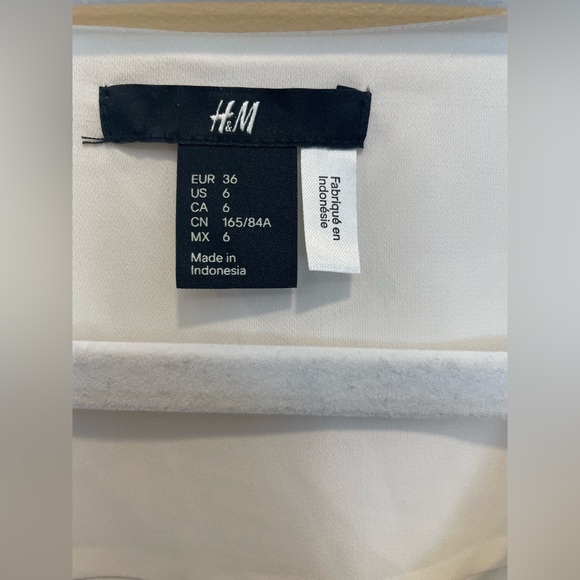 H&M
EUR 36
US 6
CA 6
CN 165/84A
MX 6
Made in
Indonesia
Fabriqué en
Indonésie